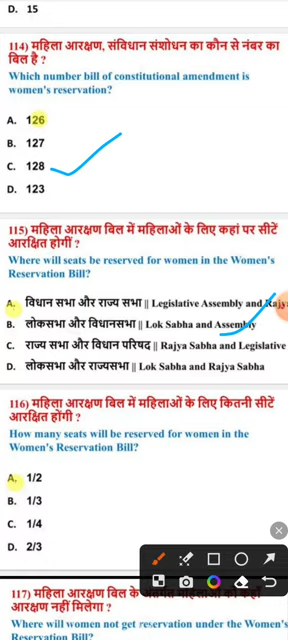 D. 15
114) महिला आरक्षण, संविधान संशोधन का कौन से नंबर का
बिल है ?
Which number bill of constitutional amendment is
women's reservation?
A. 126
B. 127
C. 128
D. 123
115) महिला आरक्षण बिल में महिलाओं के लिए कहां पर सीटें
आरक्षित होगीं ?
Where will seats be reserved for women in the Women's
Reservation Bill?
A. विधान सभा और राज्य सभा || Legislative Assembly and Rajy
B. लोकसभा और विधानसभा || Lok Sabha and Assembly
C. राज्य सभा और विधान परिषद || Rajya Sabha and Legislative
D. लोकसभा और राज्यसभा || Lok Sabha and Rajya Sabha
116) महिला आरक्षण बिल में महिलाओं के लिए कितनी सीटें
आरक्षित होंगी ?
How many seats will be reserved for women in the
Women's Reservation Bill?
A. 1/2
B. 1/3
C. 1/4
D. 2/3
117) महिला आरक्षण बिल के
आरक्षण नहीं मिलेगा ?
Where will women not get reservation under the Women's
Reservation Bill?